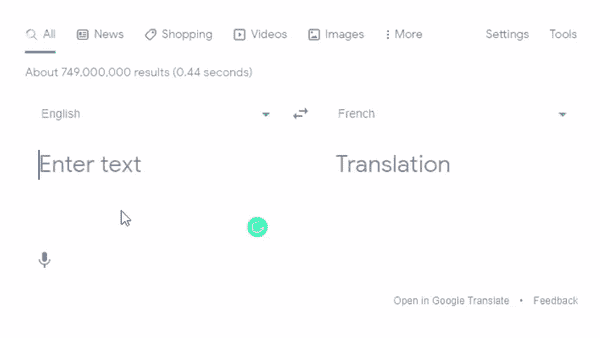 All News Shopping Videos Images More Settings Tools
About 749,000,000 results (0.44 seconds)
English French
Enter text Translation
Open in Google Translate • Feedback